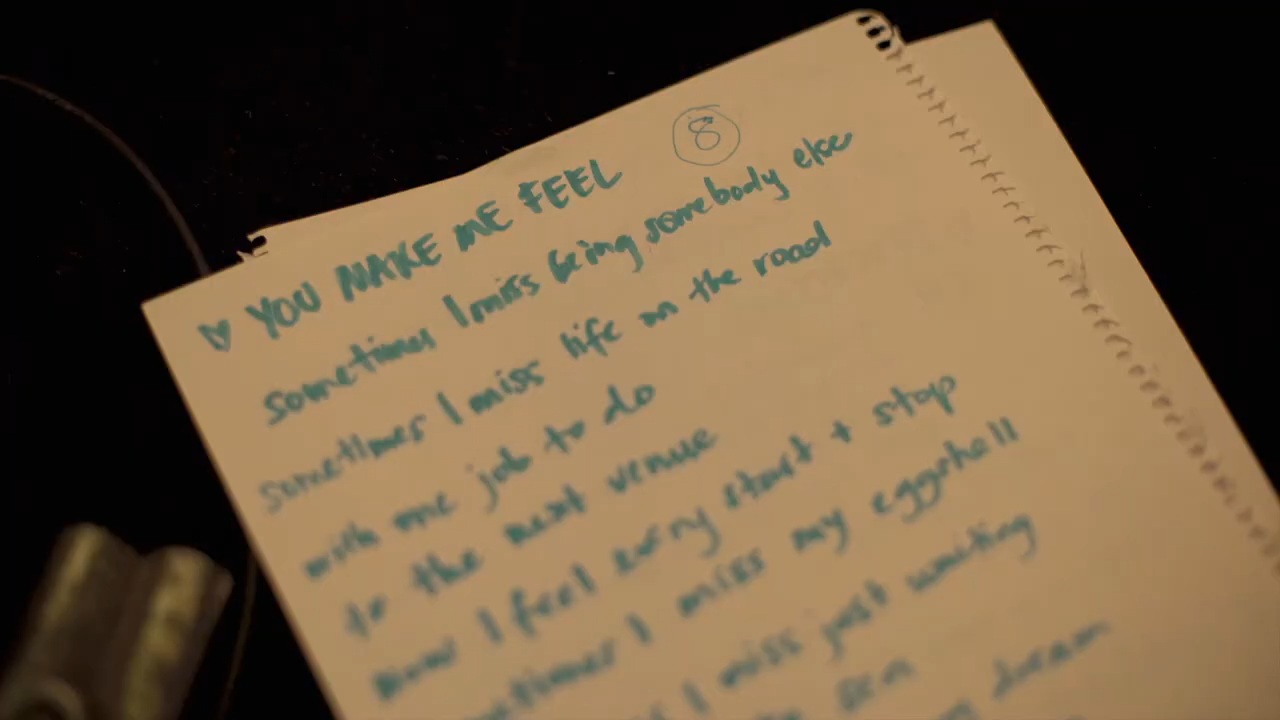 8
♡ YOU MAKE ME FEEL
sometimes I miss being somebody else
sometimes I miss life on the road
with one job to do
to the next venue
now I feel every start + stop
sometimes I miss my eggshell
I miss just waiting
dream